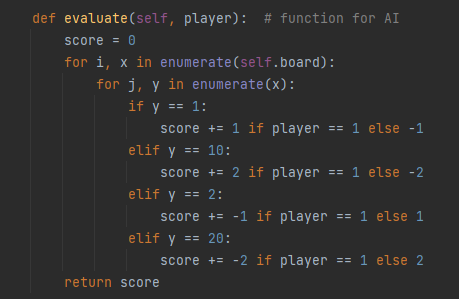 def evaluate(self, player):  # function for AI
    score = 0
    for i, x in enumerate(self.board):
        for j, y in enumerate(x):
            if y == 1:
                score += 1 if player == 1 else -1
            elif y == 10:
                score += 2 if player == 1 else -2
            elif y == 2:
                score += -1 if player == 1 else 1
            elif y == 20:
                score += -2 if player == 1 else 2
    return score